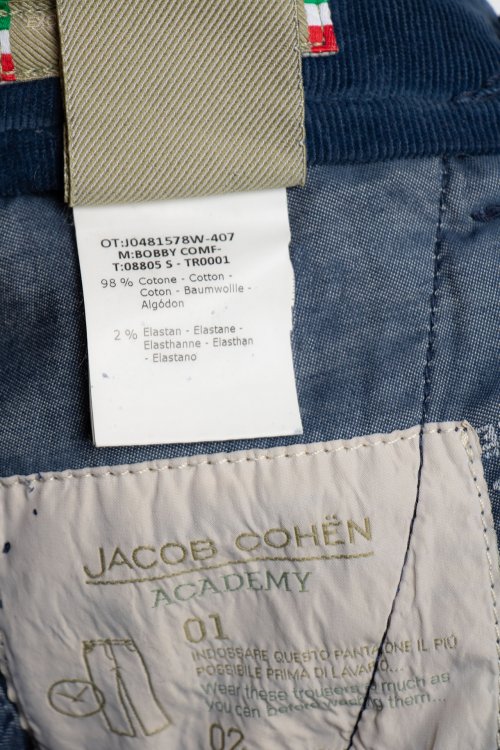 OT:J0481578W-407
M:BOBBY COMF-
T:08805 S - TR0001
98 % Cotone - Cotton -
Coton - Baumwollle -
Algódon
2 % Elastan - Elastane -
Elasthanne - Elasthan
- Elastano
JACOB COHËN
ACADEMY
01
INDOSSARE QUESTO PANTALONE IL PIÙ
POSSIBILE PRIMA DI LAVARLO...
Wear these trousers as much as
you can before washing them...
02